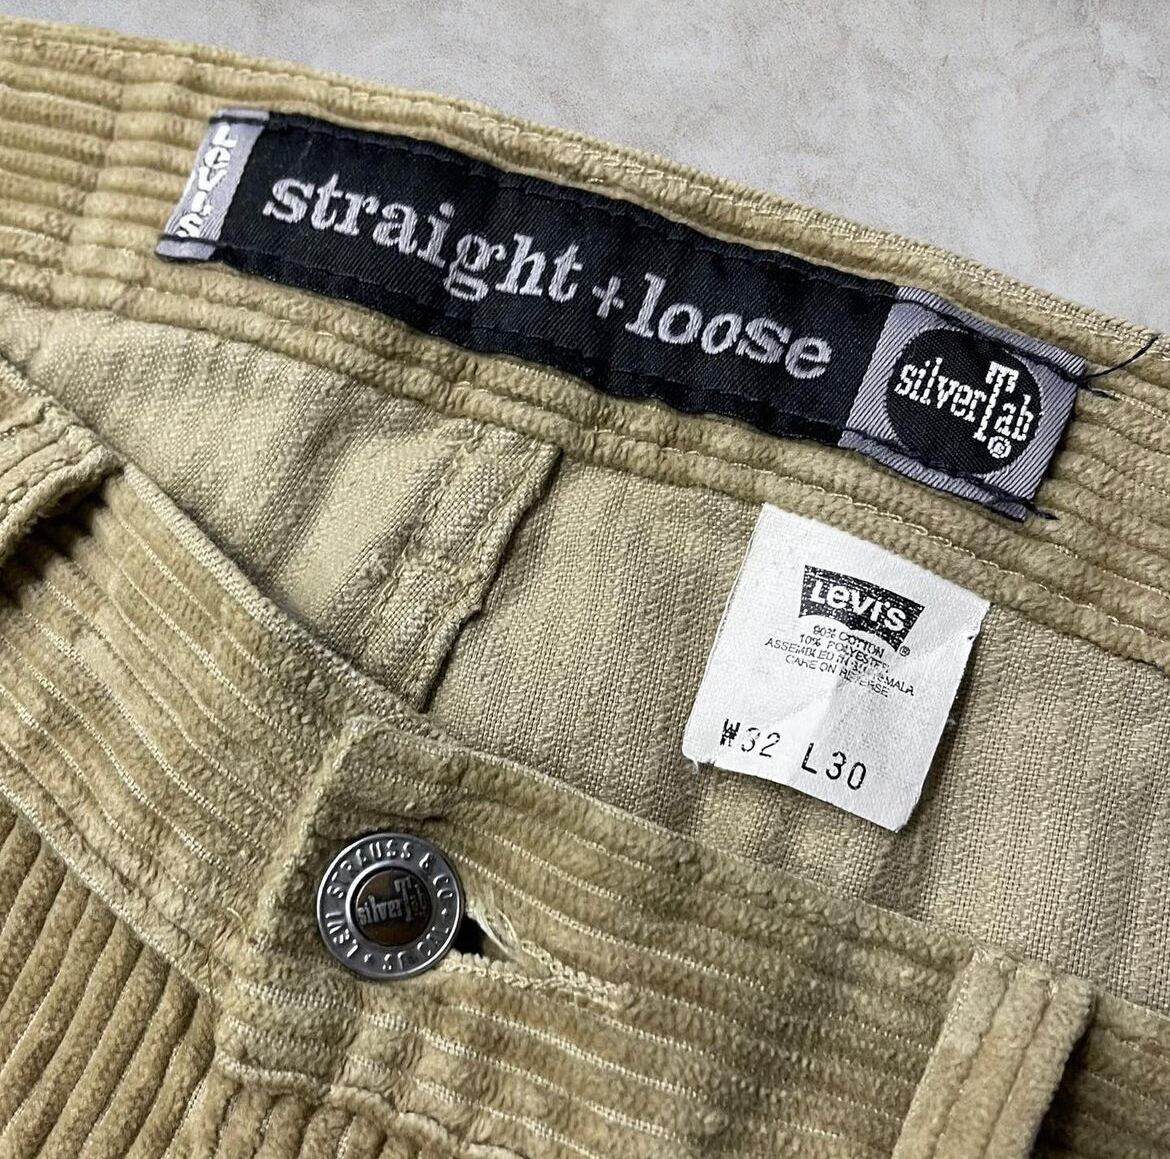 LEVI'S
straight+loose
silverTab®
LEVI'S®
90% COTTON
10% POLYESTER
ASSEMBLED IN GUATEMALA
CARE ON REVERSE
W32 L30
LEVI STRAUSS & CO.
silverTab